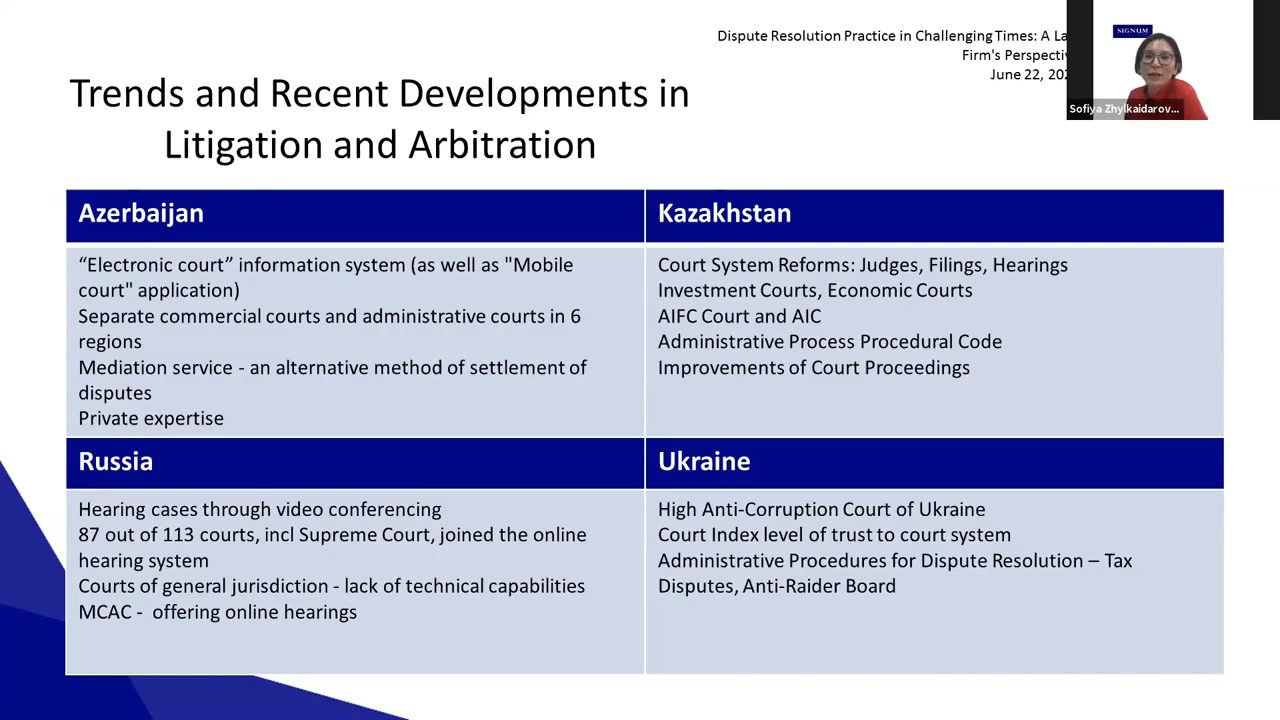 Dispute Resolution Practice in Challenging Times: A
Firm's
June 22,
SIGNUM
Sofiya Zhylkaidarov...
Trends and Recent Developments in
Litigation and Arbitration
Azerbaijan
“Electronic court” information system (as well as "Mobile
court" application)
Separate commercial courts and administrative courts in 6
regions
Mediation service - an alternative method of settlement of
disputes
Private expertise
Kazakhstan
Court System Reforms: Judges, Filings, Hearings
Investment Courts, Economic Courts
AIFC Court and AIC
Administrative Process Procedural Code
Improvements of Court Proceedings
Russia
Hearing cases through video conferencing
87 out of 113 courts, incl Supreme Court, joined the online
hearing system
Courts of general jurisdiction - lack of technical capabilities
MCAC -  offering online hearings
Ukraine
High Anti-Corruption Court of Ukraine
Court Index level of trust to court system
Administrative Procedures for Dispute Resolution – Tax
Disputes, Anti-Raider Board